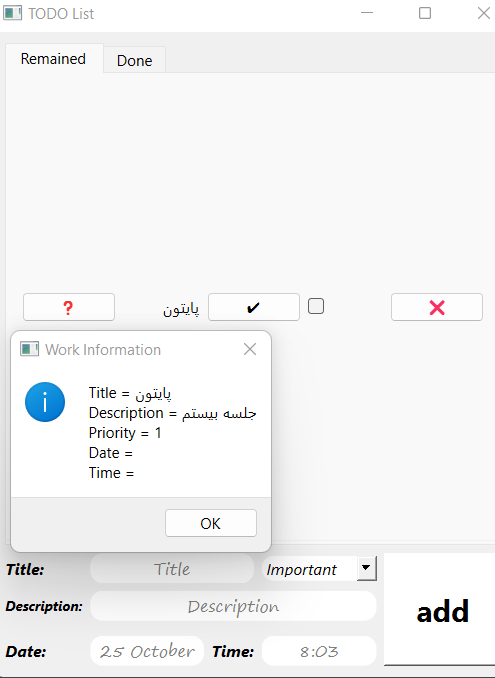 TODO List
Remained Done
❓ پایتون ✔ ❌
Work Information
Title = پایتون
Description = جلسه بیستم
Priority = 1
Date =
Time =
OK
Title: Title Important
Description: Description
add
Date: 25 October Time: 8:03